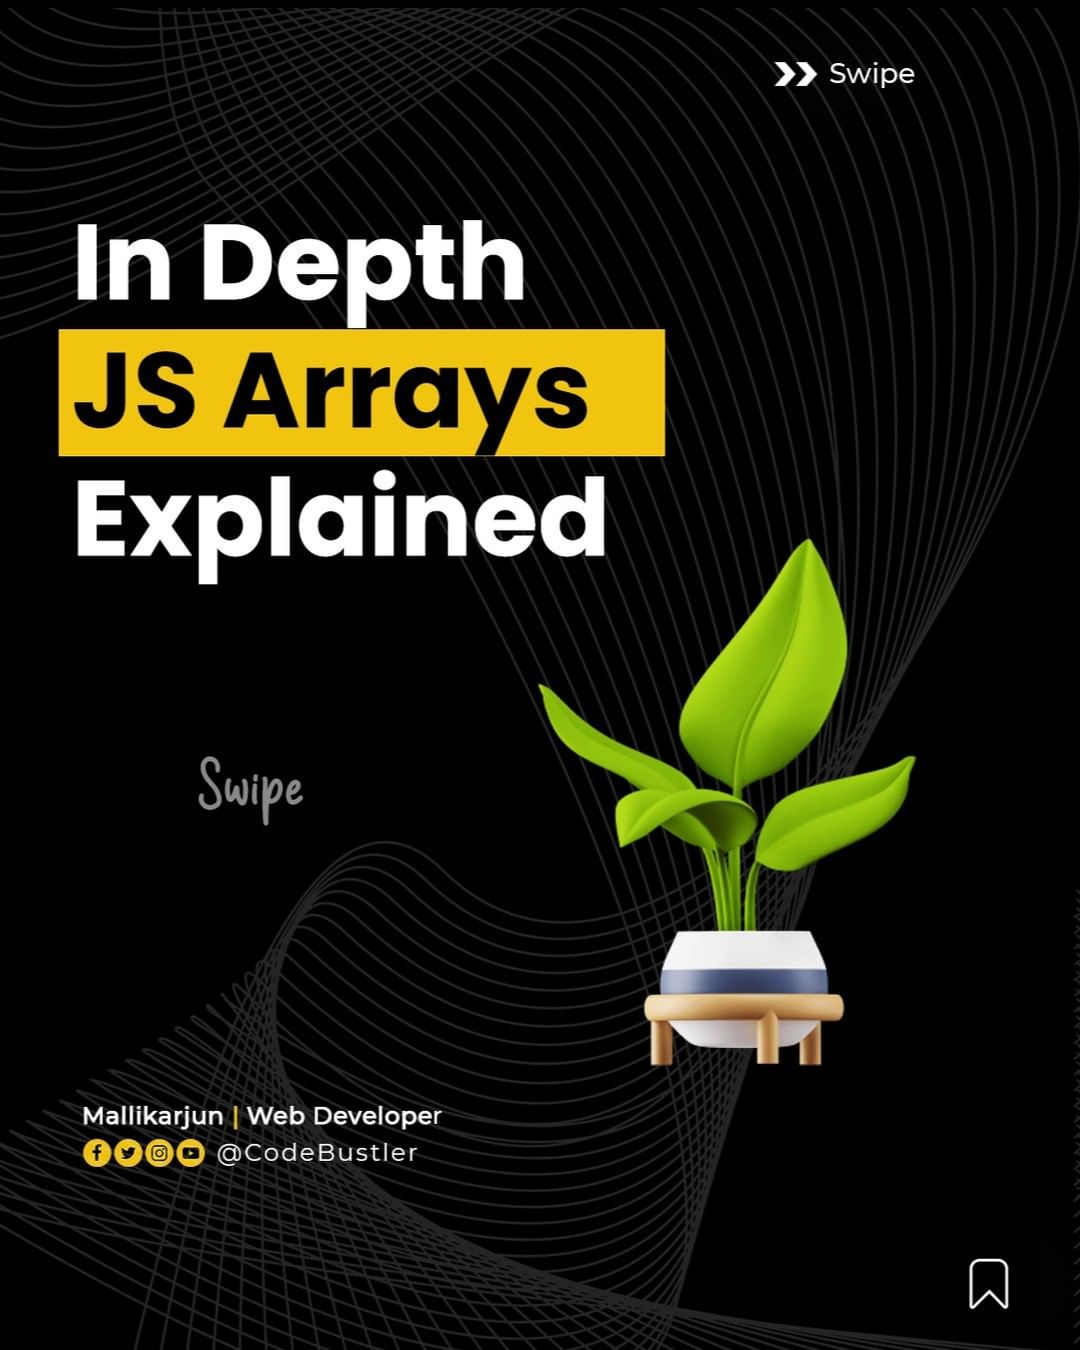 Swipe
In Depth
JS Arrays
Explained
Swipe
Mallikarjun | Web Developer
@CodeBustler